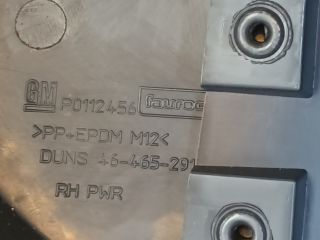 GM P0112456 faurec
>PP+EPDM M12<
DUNS 46-465-291
RH PWR